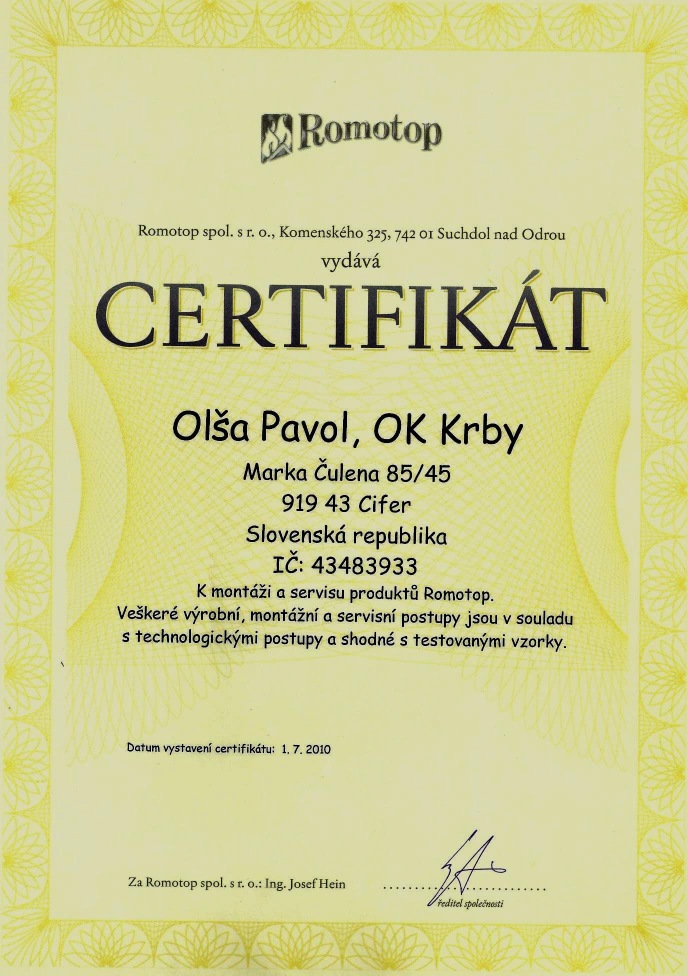 Romotop
Romotop spol. s r. o., Komenského 325, 742 01 Suchdol nad Odrou
vydává
CERTIFIKÁT
Olša Pavol, OK Krby
Marka Čulena 85/45
919 43 Cifer
Slovenská republika
IČ: 43483933
K montáži a servisu produktů Romotop.
Veškeré výrobní, montážní a servisní postupy jsou v souladu
s technologickými postupy a shodné s testovanými vzorky.
Datum vystavení certifikátu: 1. 7. 2010
Za Romotop spol. s r. o.: Ing. Josef Hein
ředitel společnosti